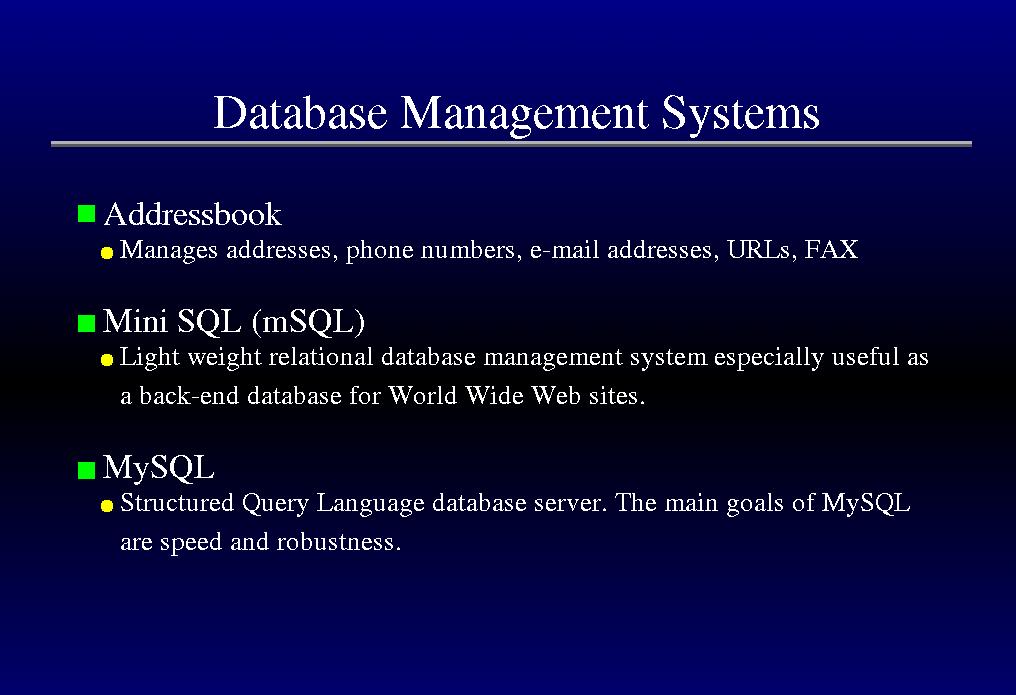 Database Management Systems
Addressbook
Manages addresses, phone numbers, e-mail addresses, URLs, FAX
Mini SQL (mSQL)
Light weight relational database management system especially useful as
a back-end database for World Wide Web sites.
MySQL
Structured Query Language database server. The main goals of MySQL
are speed and robustness.